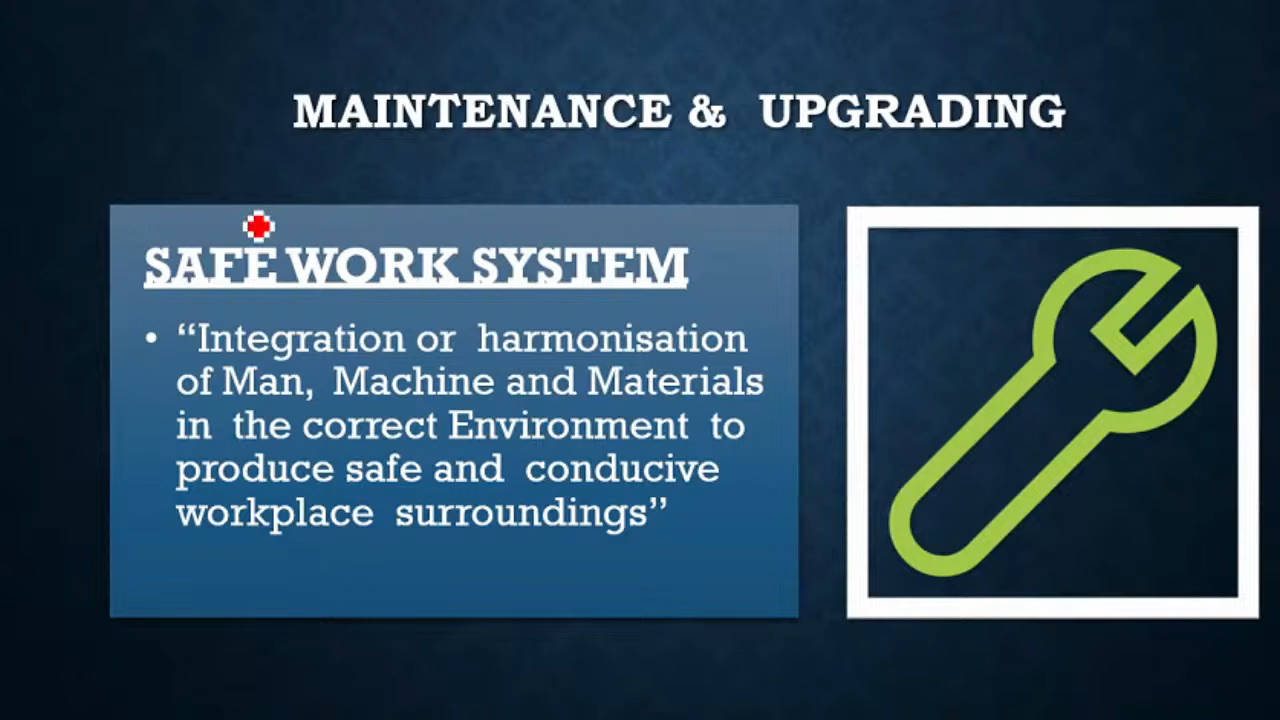 MAINTENANCE & UPGRADING
SAFE WORK SYSTEM
• “Integration or harmonisation
of Man, Machine and Materials
in the correct Environment to
produce safe and conducive
workplace surroundings”